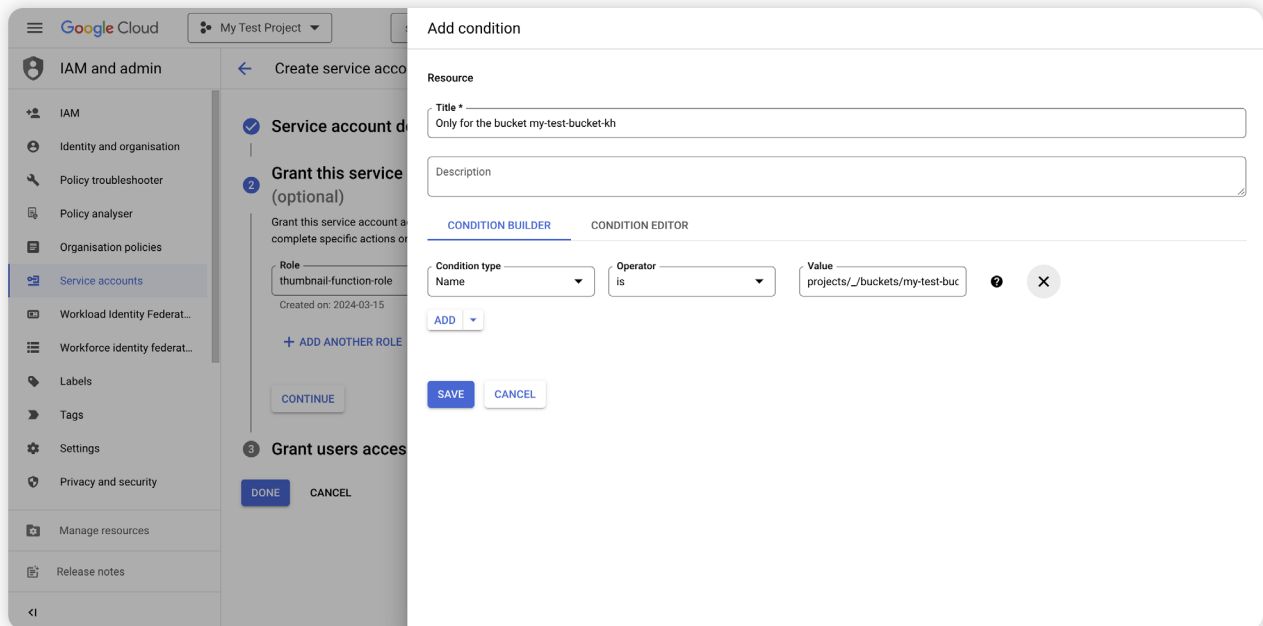 Google Cloud
My Test Project
IAM and admin
IAM
Identity and organisation
Policy troubleshooter
Policy analyser
Organisation policies
Service accounts
Workload Identity Federat...
Workforce identity federat...
Labels
Tags
Settings
Privacy and security
Manage resources
Release notes
Create service acco
Service account d
2
Grant this service
(optional)
Grant this service account a
complete specific actions o
Role
thumbnail-function-role
Created on: 2024-03-15
+ ADD ANOTHER ROLE
CONTINUE
3
Grant users acces
DONE
CANCEL
Add condition
Resource
Title *
Only for the bucket my-test-bucket-kh
Description
CONDITION BUILDER
CONDITION EDITOR
Condition type
Name
Operator
is
Value
projects/_/buckets/my-test-buc
ADD
SAVE
CANCEL